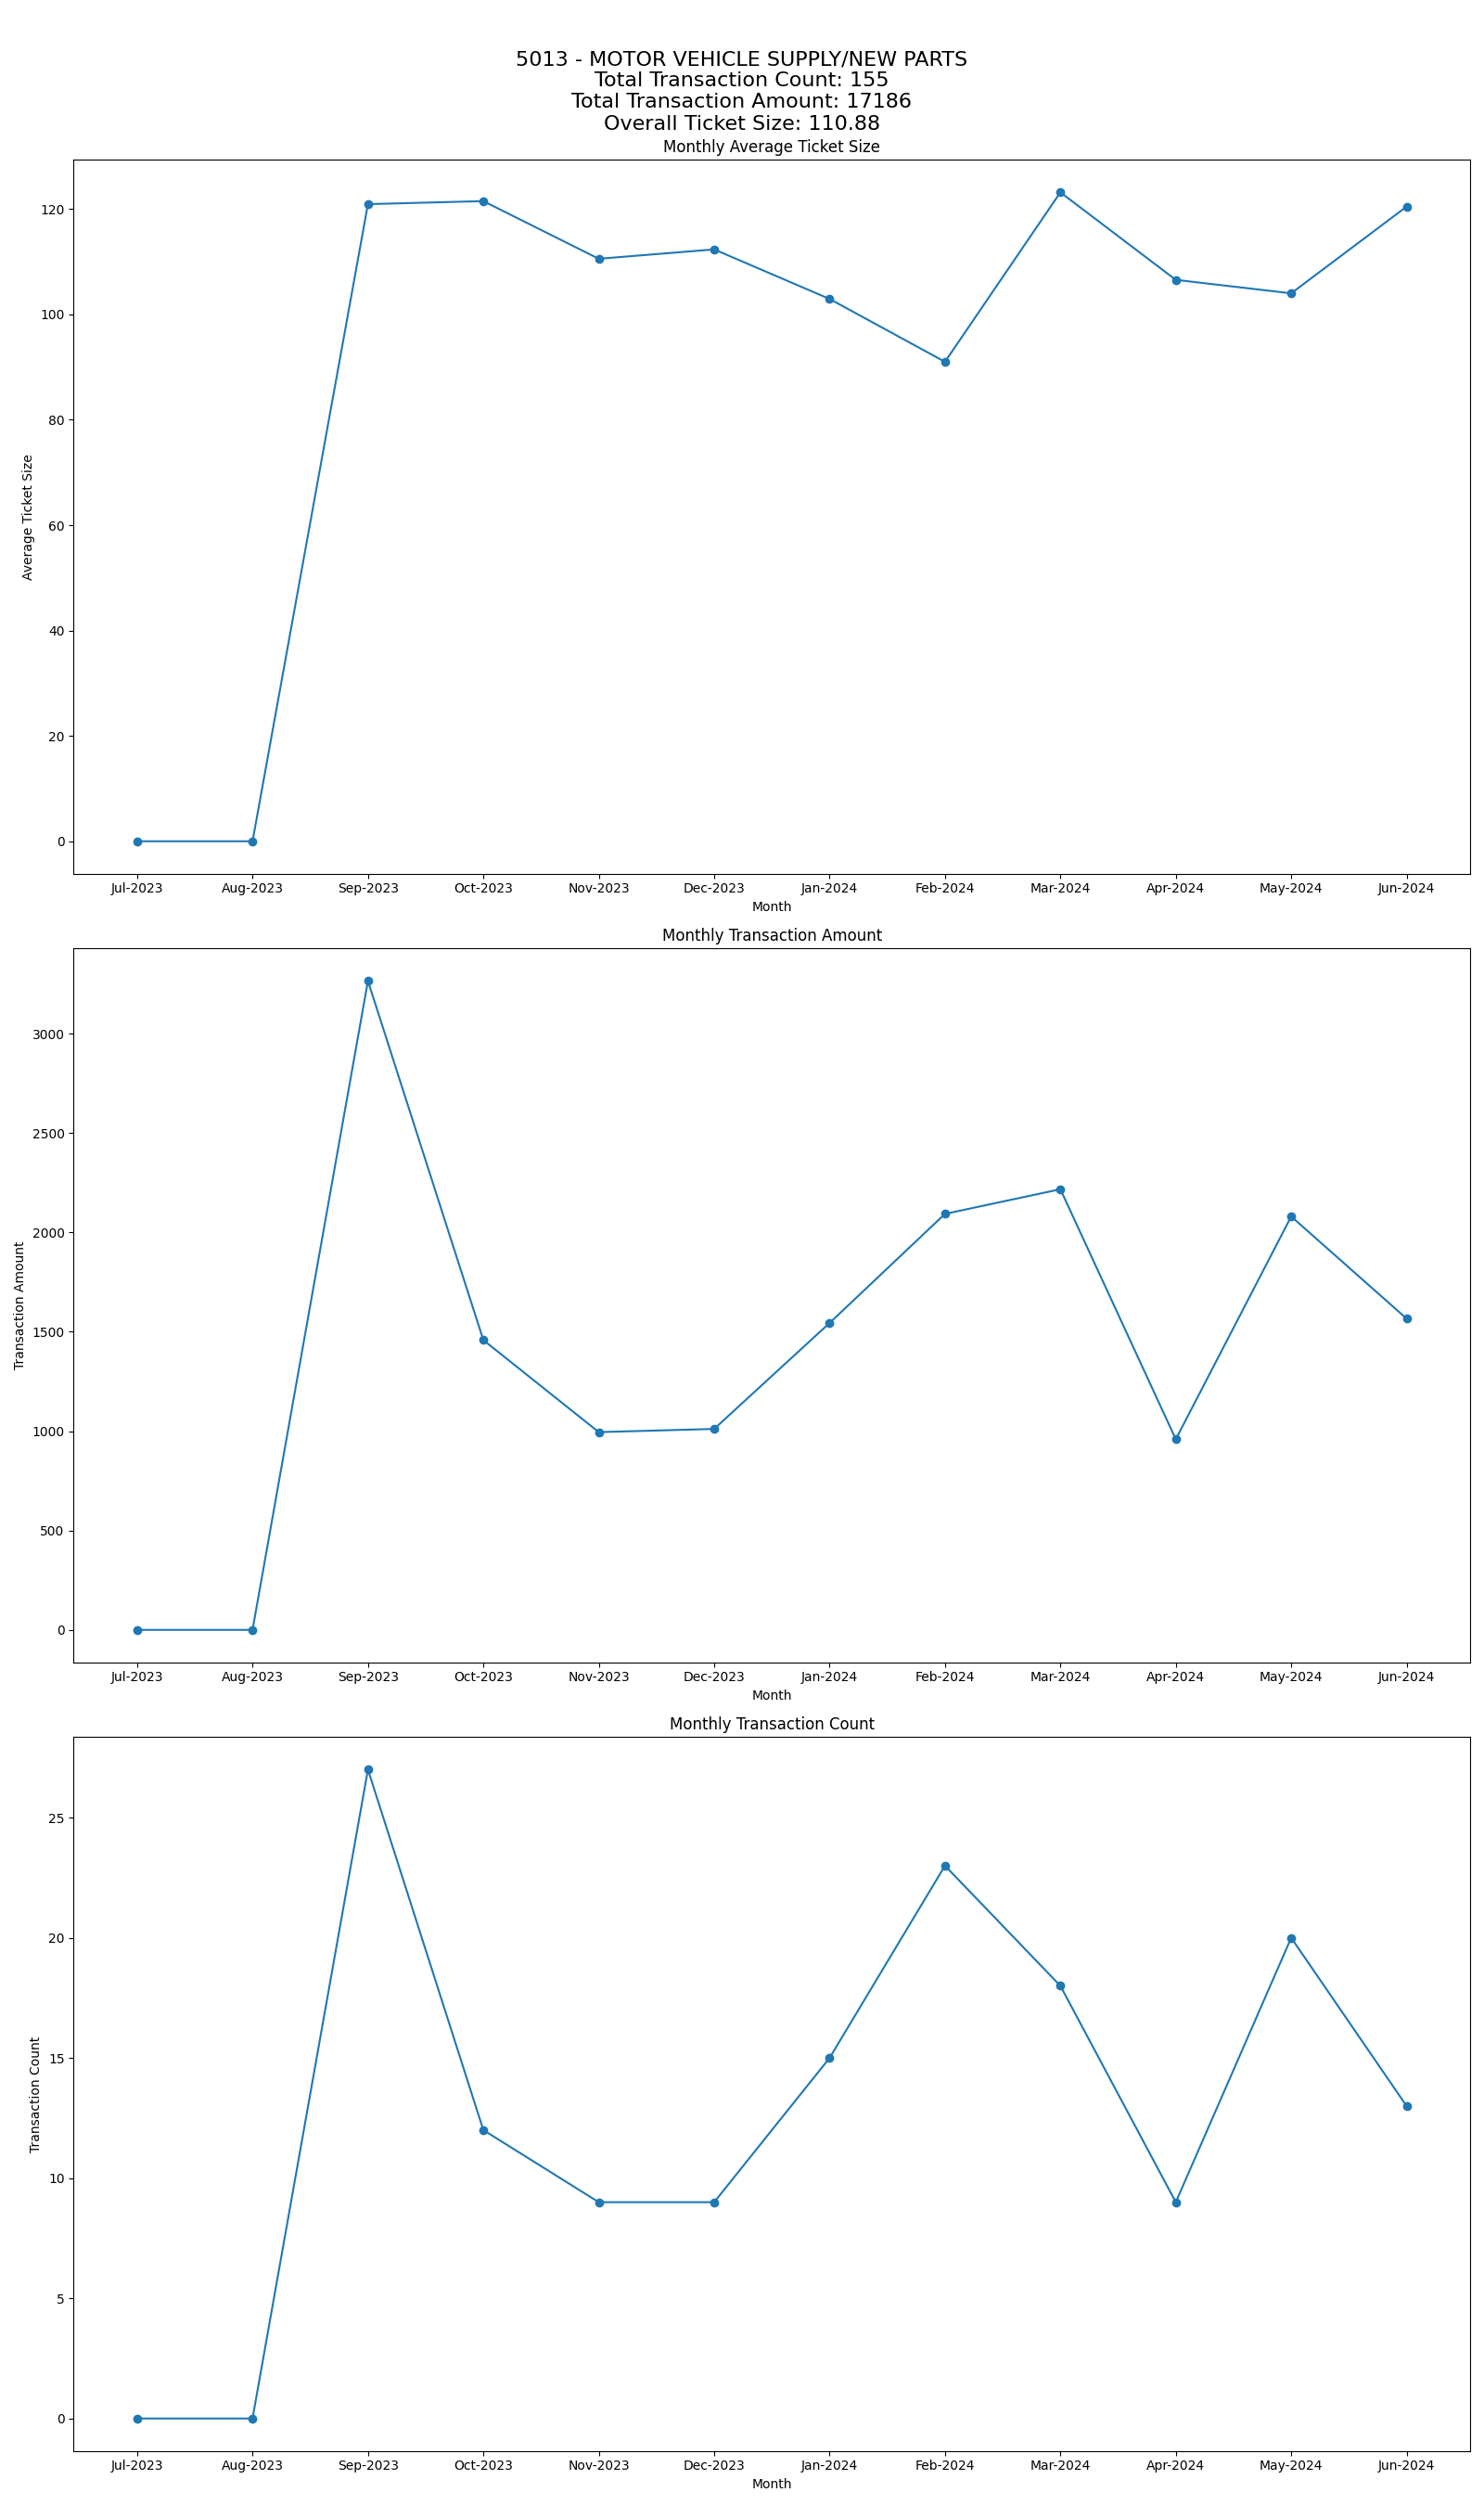 5013 - MOTOR VEHICLE SUPPLY/NEW PARTS
Total Transaction Count: 155
Total Transaction Amount: 17186
Overall Ticket Size: 110.88
Monthly Average Ticket Size
120
100
80
60
40
20
0
Average Ticket Size
Jul-2023 Aug-2023 Sep-2023 Oct-2023 Nov-2023 Dec-2023 Jan-2024 Feb-2024 Mar-2024 Apr-2024 May-2024 Jun-2024
Month
Monthly Transaction Amount
3000
2500
2000
1500
1000
500
0
Transaction Amount
Jul-2023 Aug-2023 Sep-2023 Oct-2023 Nov-2023 Dec-2023 Jan-2024 Feb-2024 Mar-2024 Apr-2024 May-2024 Jun-2024
Month
Monthly Transaction Count
25
20
15
10
5
0
Transaction Count
Jul-2023 Aug-2023 Sep-2023 Oct-2023 Nov-2023 Dec-2023 Jan-2024 Feb-2024 Mar-2024 Apr-2024 May-2024 Jun-2024
Month